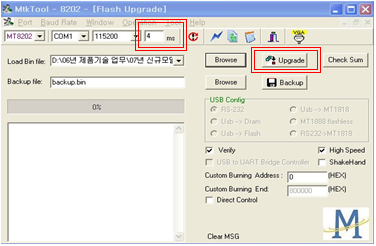 MtkTool - 8202 - [Flash Upgrade]
Port Baud Rate Window Operation Tool Help
MT8202 COM1 115200 4 ms VGA
Load Bin file: D:\06년 제품기술 업무\07년 신규모델 Browse Upgrade Check Sum
Backup file: backup.bin Browse Backup
0%
USB Config
RS-232 Usb -> MT1818
Usb -> Dram MT1888 flashless
Usb -> Flash RS232->MT1818
Verify High Speed
USB to UART Bridge Controller ShakeHand
Custom Burning Address : 0 (HEX)
Custom Burning End: 800000 (HEX)
Direct Control
M
Clear MSG